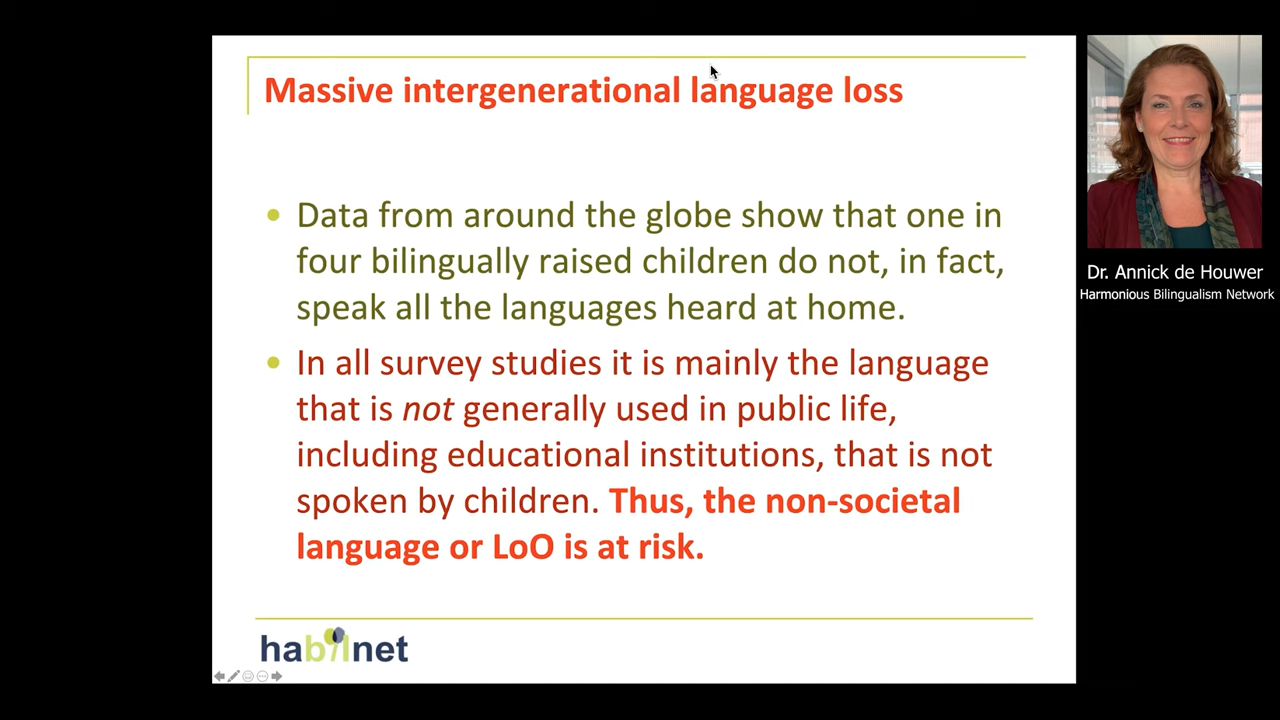 Massive intergenerational language loss
Data from around the globe show that one in
four bilingually raised children do not, in fact,
speak all the languages heard at home.
In all survey studies it is mainly the language
that is not generally used in public life,
including educational institutions, that is not
spoken by children. Thus, the non-societal
language or LoO is at risk.
habilnet
Dr. Annick de Houwer
Harmonious Bilingualism Network